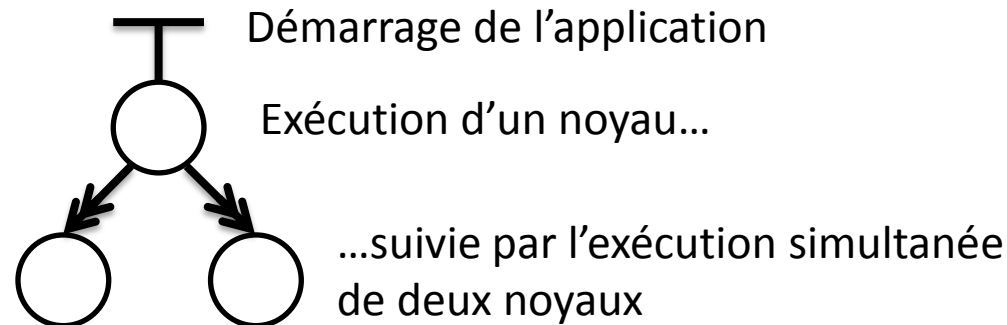 Démarrage de l’application
Exécution d’un noyau…
…suivie par l’exécution simultanée
de deux noyaux